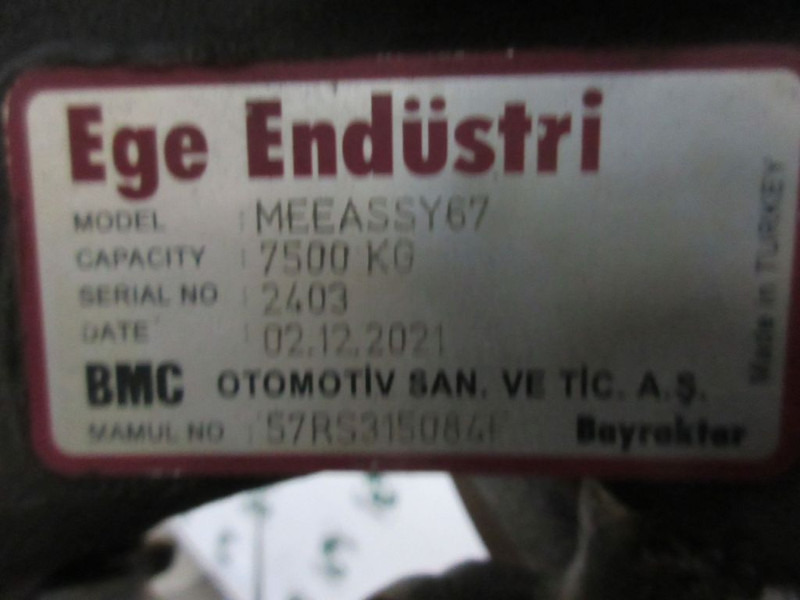 Ege Endüstri
MODEL : MEEASSY67
CAPACITY : 7500 KG
SERIAL NO : 2403
DATE : 02.12.2021
BMC OTOMOTİV SAN. VE TİC. A.Ş.
MAMUL NO : 57RS315084F Bayraktar
Made in TURKEY